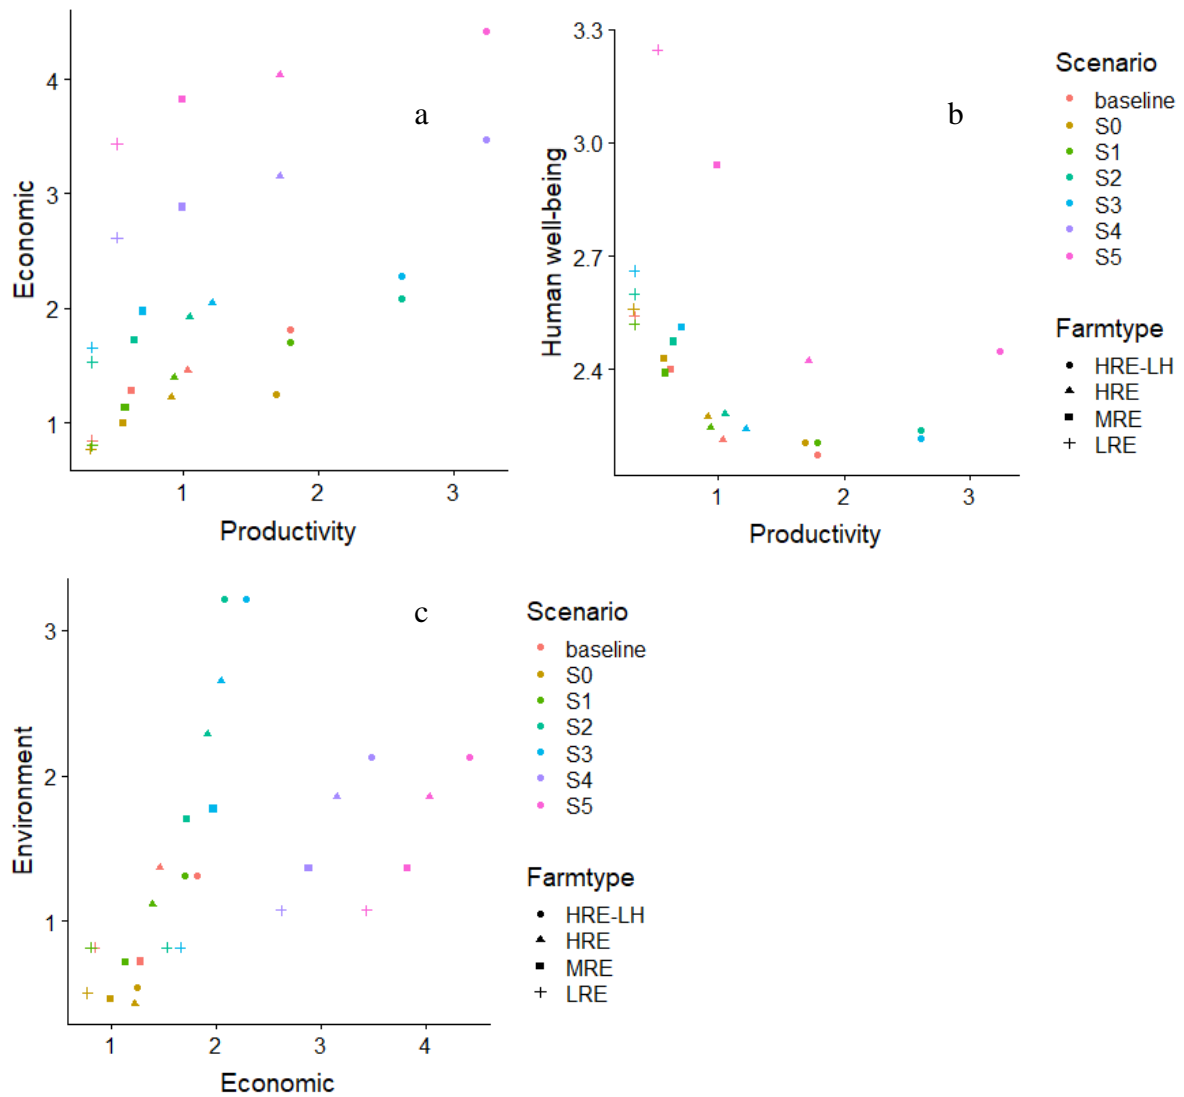 a
4
3
2
1
Economic
1 2 3
Productivity
b
3.3
3.0
2.7
2.4
Human well-being
1 2 3
Productivity
Scenario
baseline
S0
S1
S2
S3
S4
S5
Farmtype
HRE-LH
HRE
MRE
LRE
c
3
2
1
Environment
1 2 3 4
Economic
Scenario
baseline
S0
S1
S2
S3
S4
S5
Farmtype
HRE-LH
HRE
MRE
LRE